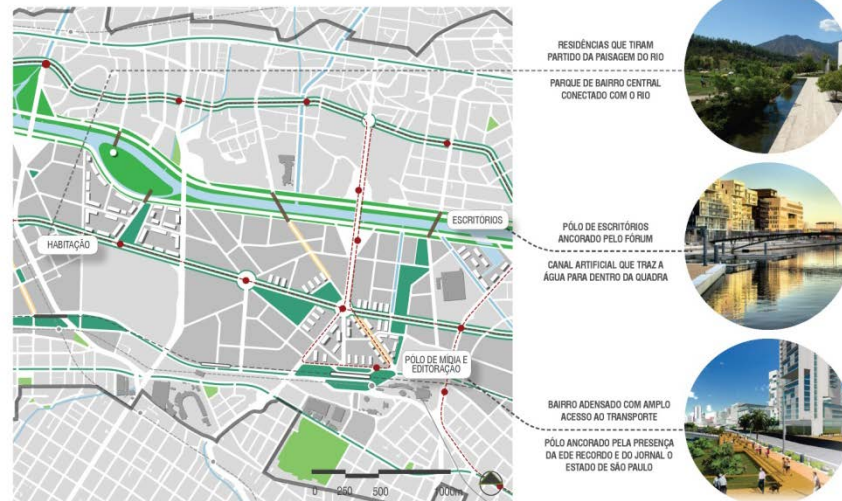 RESIDÊNCIAS QUE TIRAM
PARTIDO DA PAISAGEM DO RIO
PARQUE DE BAIRRO CENTRAL
CONECTADO COM O RIO
ESCRITÓRIOS
HABITAÇÃO
PÓLO DE ESCRITÓRIOS
ANCORADO PELO FÓRUM
CANAL ARTIFICIAL QUE TRAZ A
ÁGUA PARA DENTRO DA QUADRA
PÓLO DE MÍDIA E
EDITORAÇÃO
BAIRRO ADENSADO COM AMPLO
ACESSO AO TRANSPORTE
PÓLO ANCORADO PELA PRESENÇA
DA EDE RECORDO E DO JORNAL O
ESTADO DE SÃO PAULO
0 250 500 1000m